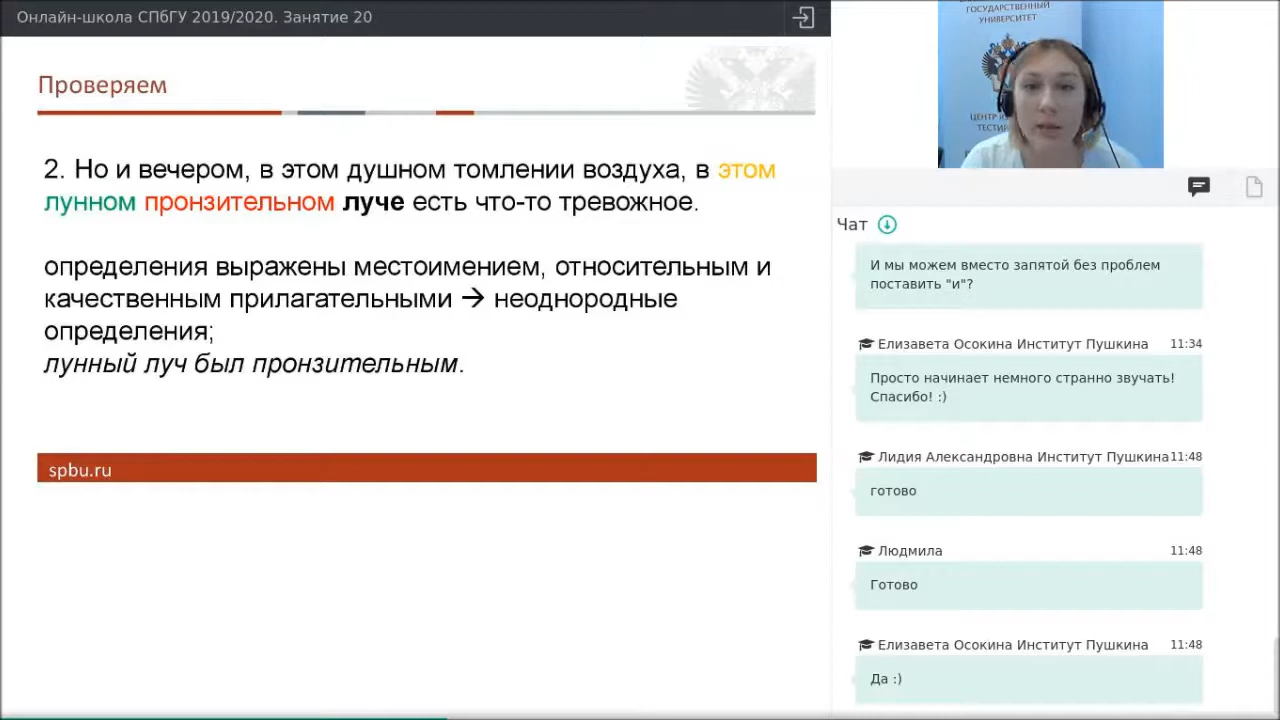 Онлайн-школа СПбГУ 2019/2020. Занятие 20
Проверяем
2. Но и вечером, в этом душном томлении воздуха, в этом
лунном пронзительном луче есть что-то тревожное.
определения выражены местоимением, относительным и
качественным прилагательными → неоднородные
определения;
лунный луч был пронзительным.
spbu.ru
ГОСУДАРСТВЕННЫЙ
УНИВЕРСИТЕТ
Чат
И мы можем вместо запятой без проблем
поставить "и"?
Елизавета Осокина Институт Пушкина 11:34
Просто начинает немного странно звучать!
Спасибо! :)
Лидия Александровна Институт Пушкина 11:48
готово
Людмила 11:48
Готово
Елизавета Осокина Институт Пушкина 11:48
Да :)